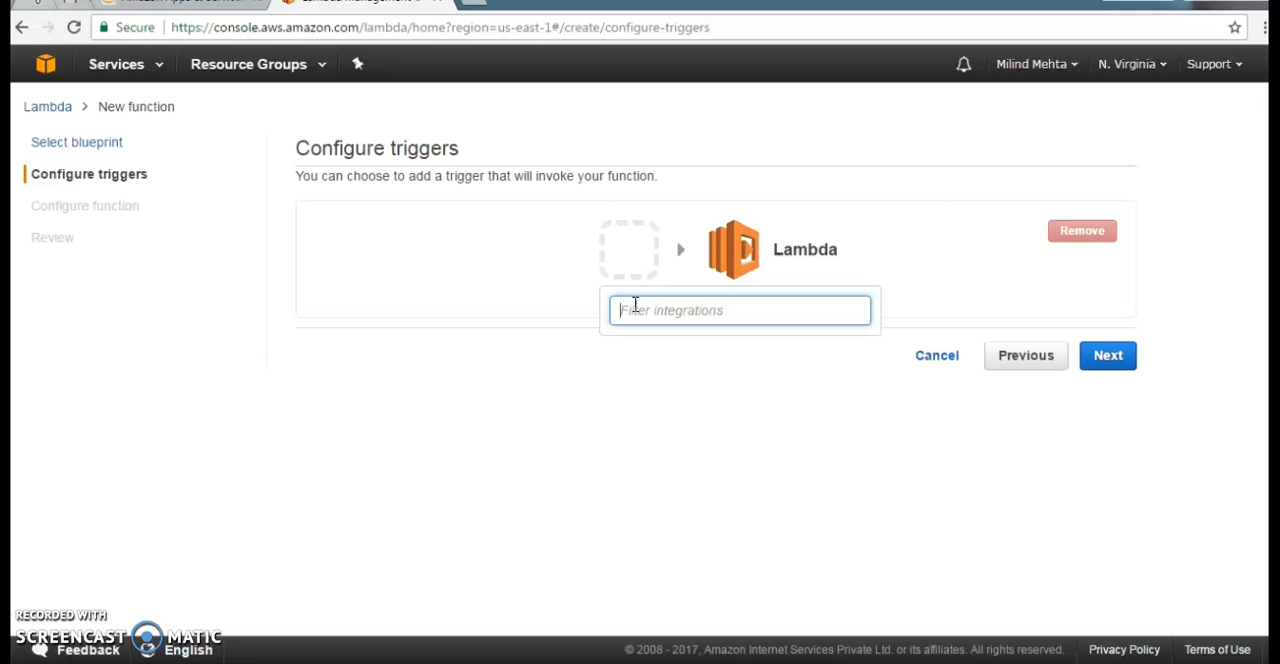 Secure https://console.aws.amazon.com/lambda/home?region=us-east-1#/create/configure-triggers
Services Resource Groups Milind Mehta N. Virginia Support
Lambda > New function
Select blueprint
Configure triggers
Configure function
Review
Configure triggers
You can choose to add a trigger that will invoke your function.
Lambda
Remove
Filter integrations
Cancel Previous Next
RECORDED WITH
SCREENCAST MATIC
Feedback English
© 2008 - 2017, Amazon Internet Services Private Ltd. or its affiliates. All rights reserved. Privacy Policy Terms of Use